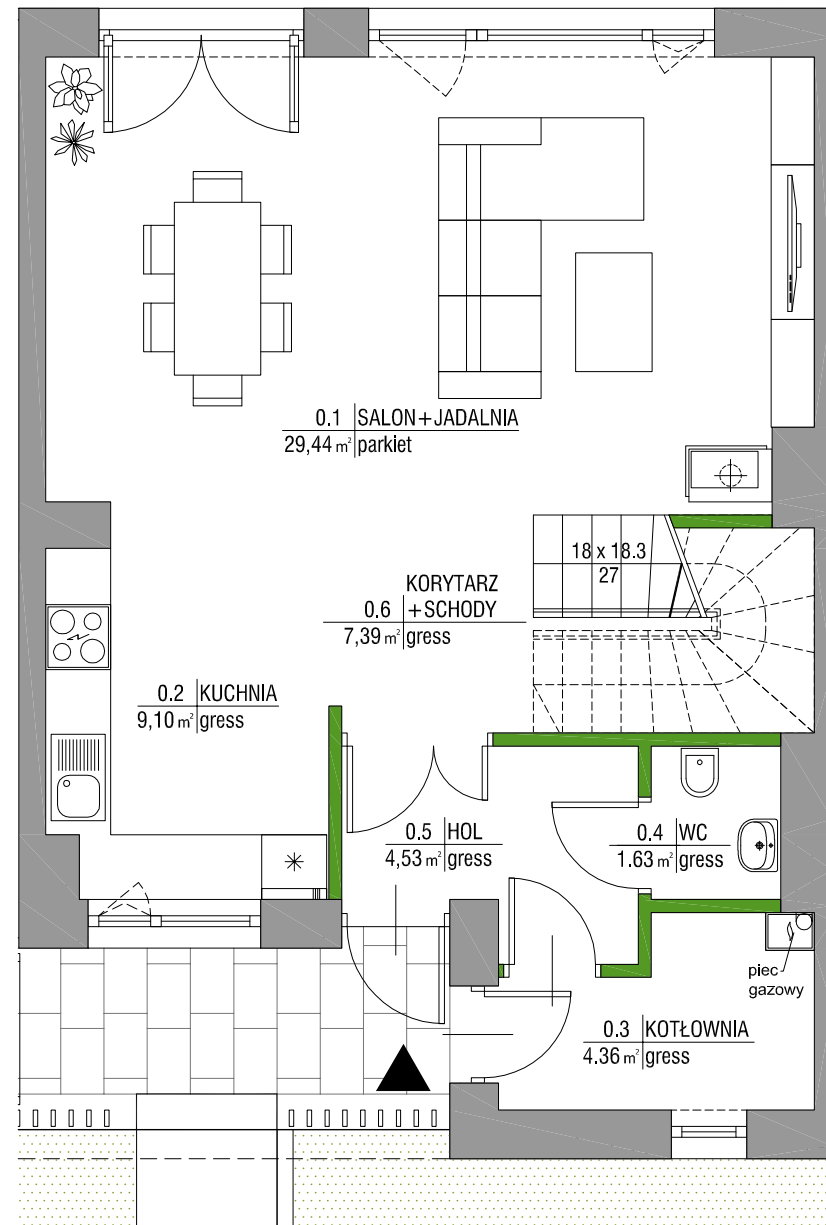 0.1 SALON+JADALNIA
29,44 m² parkiet
18 x 18.3
27
KORYTARZ
0.6 +SCHODY
7,39 m² gress
0.2 KUCHNIA
9,10 m² gress
0.5 HOL
4,53 m² gress
0.4 WC
1.63 m² gress
piec
gazowy
0.3 KOTŁOWNIA
4.36 m² gress